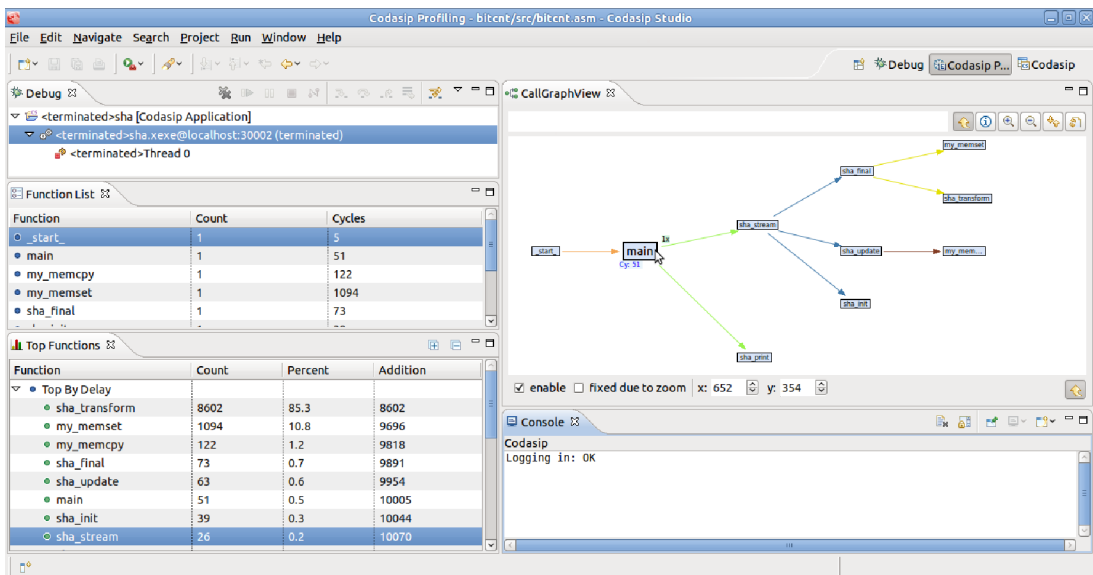 Codasip Profiling - bitcnt/src/bitcnt.asm - Codasip Studio
File Edit Navigate Search Project Run Window Help
Debug Codasip P... Codasip
Debug
<terminated>sha [Codasip Application]
<terminated>sha.xexe@localhost:30002 (terminated)
<terminated>Thread 0
Function List
Function Count Cycles
_start_ 1 5
main 1 51
my_memcpy 1 122
my_memset 1 1094
sha_final 1 73
Top Functions
Function Count Percent Addition
Top By Delay
sha_transform 8602 85.3 8602
my_memset 1094 10.8 9696
my_memcpy 122 1.2 9818
sha_final 73 0.7 9891
sha_update 63 0.6 9954
main 51 0.5 10005
sha_init 39 0.3 10044
sha_stream 26 0.2 10070
CallGraphView
my_memset
sha_final
sha_transform
sha_stream
1x
_start_
main
Cy: 51
sha_update
my_mem...
sha_init
sha_print
enable fixed due to zoom x: 652 y: 354
Console
Codasip
Logging in: OK